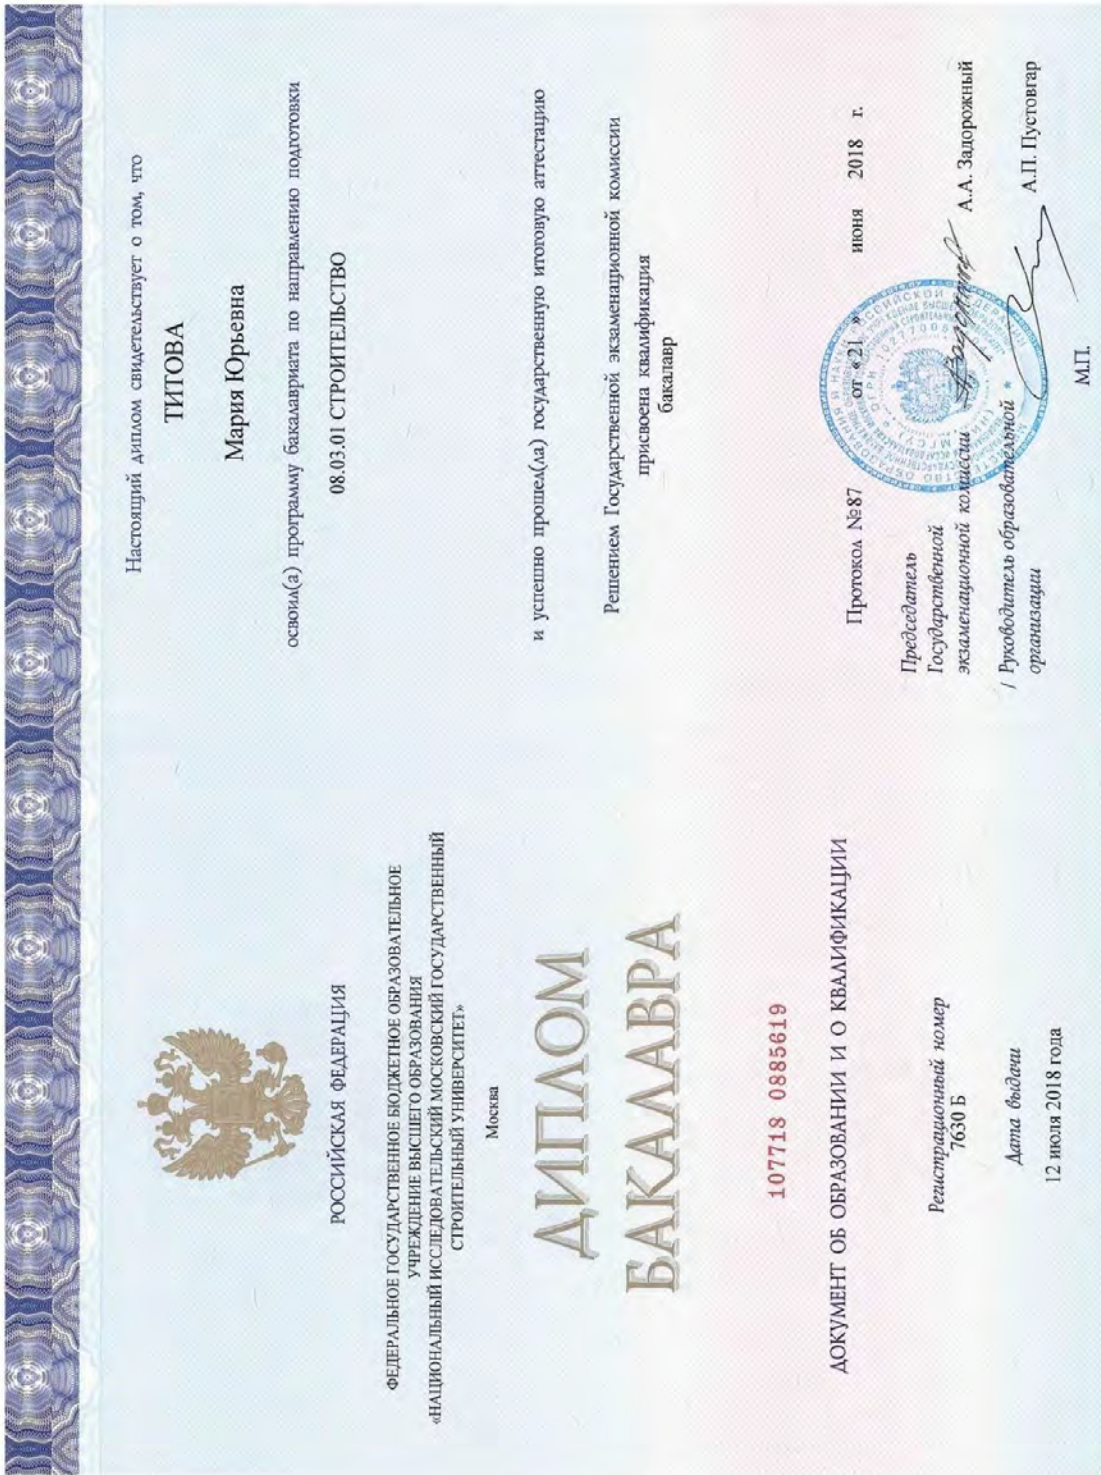 РОССИЙСКАЯ ФЕДЕРАЦИЯ
ФЕДЕРАЛЬНОЕ ГОСУДАРСТВЕННОЕ БЮДЖЕТНОЕ ОБРАЗОВАТЕЛЬНОЕ
УЧРЕЖДЕНИЕ ВЫСШЕГО ОБРАЗОВАНИЯ
«НАЦИОНАЛЬНЫЙ ИССЛЕДОВАТЕЛЬСКИЙ МОСКОВСКИЙ ГОСУДАРСТВЕННЫЙ
СТРОИТЕЛЬНЫЙ УНИВЕРСИТЕТ»
Москва
ДИПЛОМ
БАКАЛАВРА
107718 0885619
ДОКУМЕНТ ОБ ОБРАЗОВАНИИ И О КВАЛИФИКАЦИИ
Регистрационный номер
7630 Б
Дата выдачи
12 июля 2018 года
Настоящий диплом свидетельствует о том, что
ТИТОВА
Мария Юрьевна
освоил(а) программу бакалавриата по направлению подготовки
08.03.01 СТРОИТЕЛЬСТВО
и успешно прошел(ла) государственную итоговую аттестацию
Решением Государственной экзаменационной комиссии
присвоена квалификация
бакалавр
Протокол №87 от «21 » июня 2018 г.
Председатель
Государственной
экзаменационной комиссии А.А. Задорожный
/ Руководитель образовательной А.П. Пустовгар
организации
М.П.